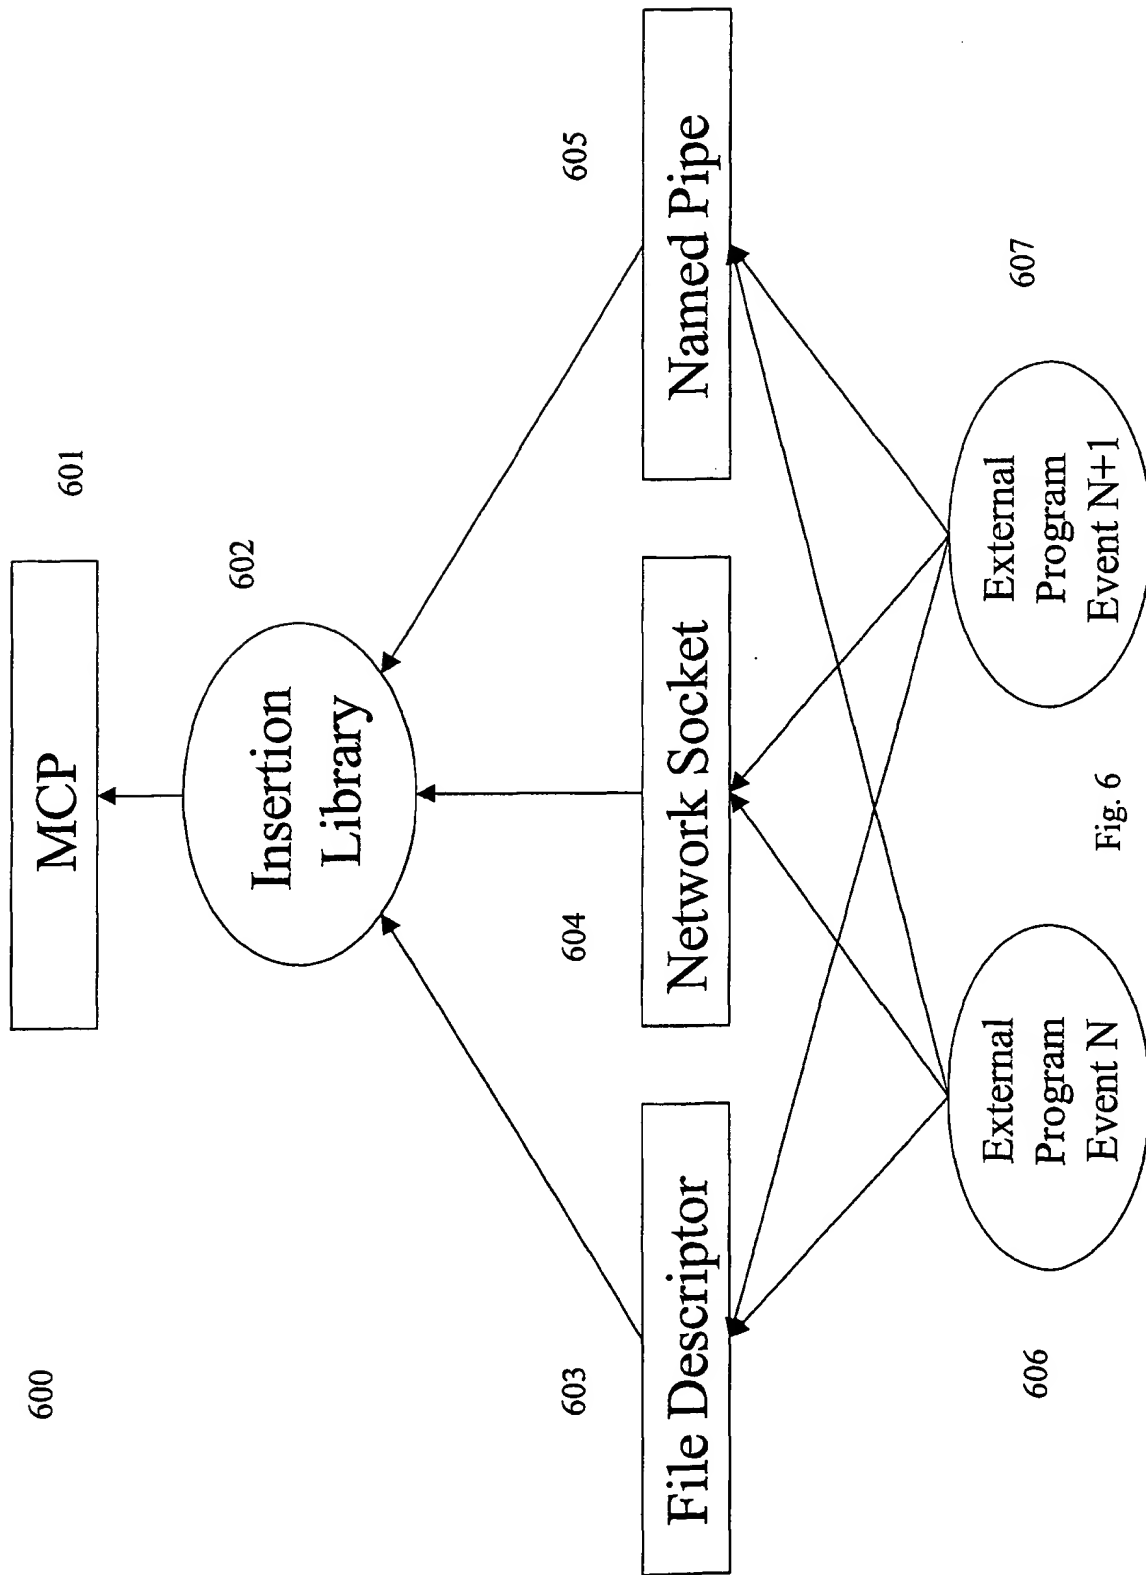 600
MCP
601
Insertion
Library
602
603
File Descriptor
604
Network Socket
605
Named Pipe
606
External
Program
Event N
External
Program
Event N+1
607
Fig. 6